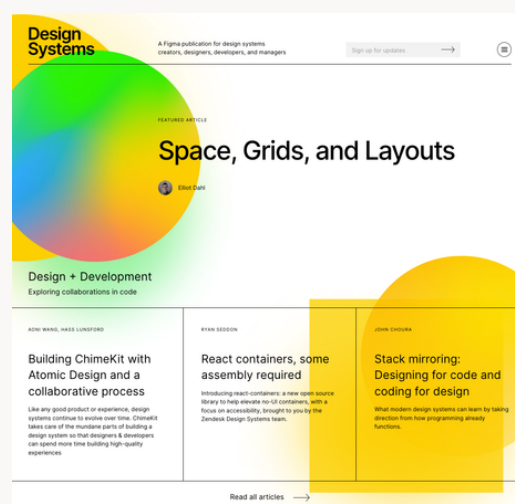 Design
Systems
A Figma publication for design systems
creators, designers, developers, and managers
Sign up for updates
FEATURED ARTICLE
Space, Grids, and Layouts
Elliot Dahl
Design + Development
Exploring collaborations in code
AONI WANG, HASS LUNSFORD
Building ChimeKit with
Atomic Design and a
collaborative process
Like any good product or experience, design
systems continue to evolve over time. ChimeKit
takes care of the mundane parts of building a
design system so that designers & developers
can spend more time building high-quality
experiences
RYAN SEDDON
React containers, some
assembly required
Introducing react-containers: a new open source
library to help elevate no-UI containers, with a
focus on accessibility, brought to you by the
Zendesk Design Systems team.
JOHN CHOURA
Stack mirroring:
Designing for code and
coding for design
What modern design systems can learn by taking
direction from how programming already
functions.
Read all articles